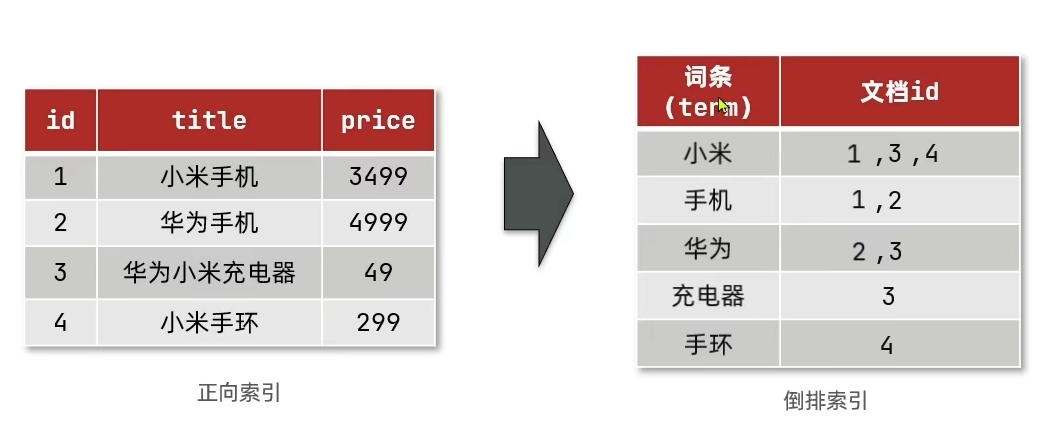 id title price
1 小米手机 3499
2 华为手机 4999
3 华为小米充电器 49
4 小米手环 299
正向索引
词条
(term) 文档id
小米 1 ,3 ,4
手机 1 ,2
华为 2 ,3
充电器 3
手环 4
倒排索引